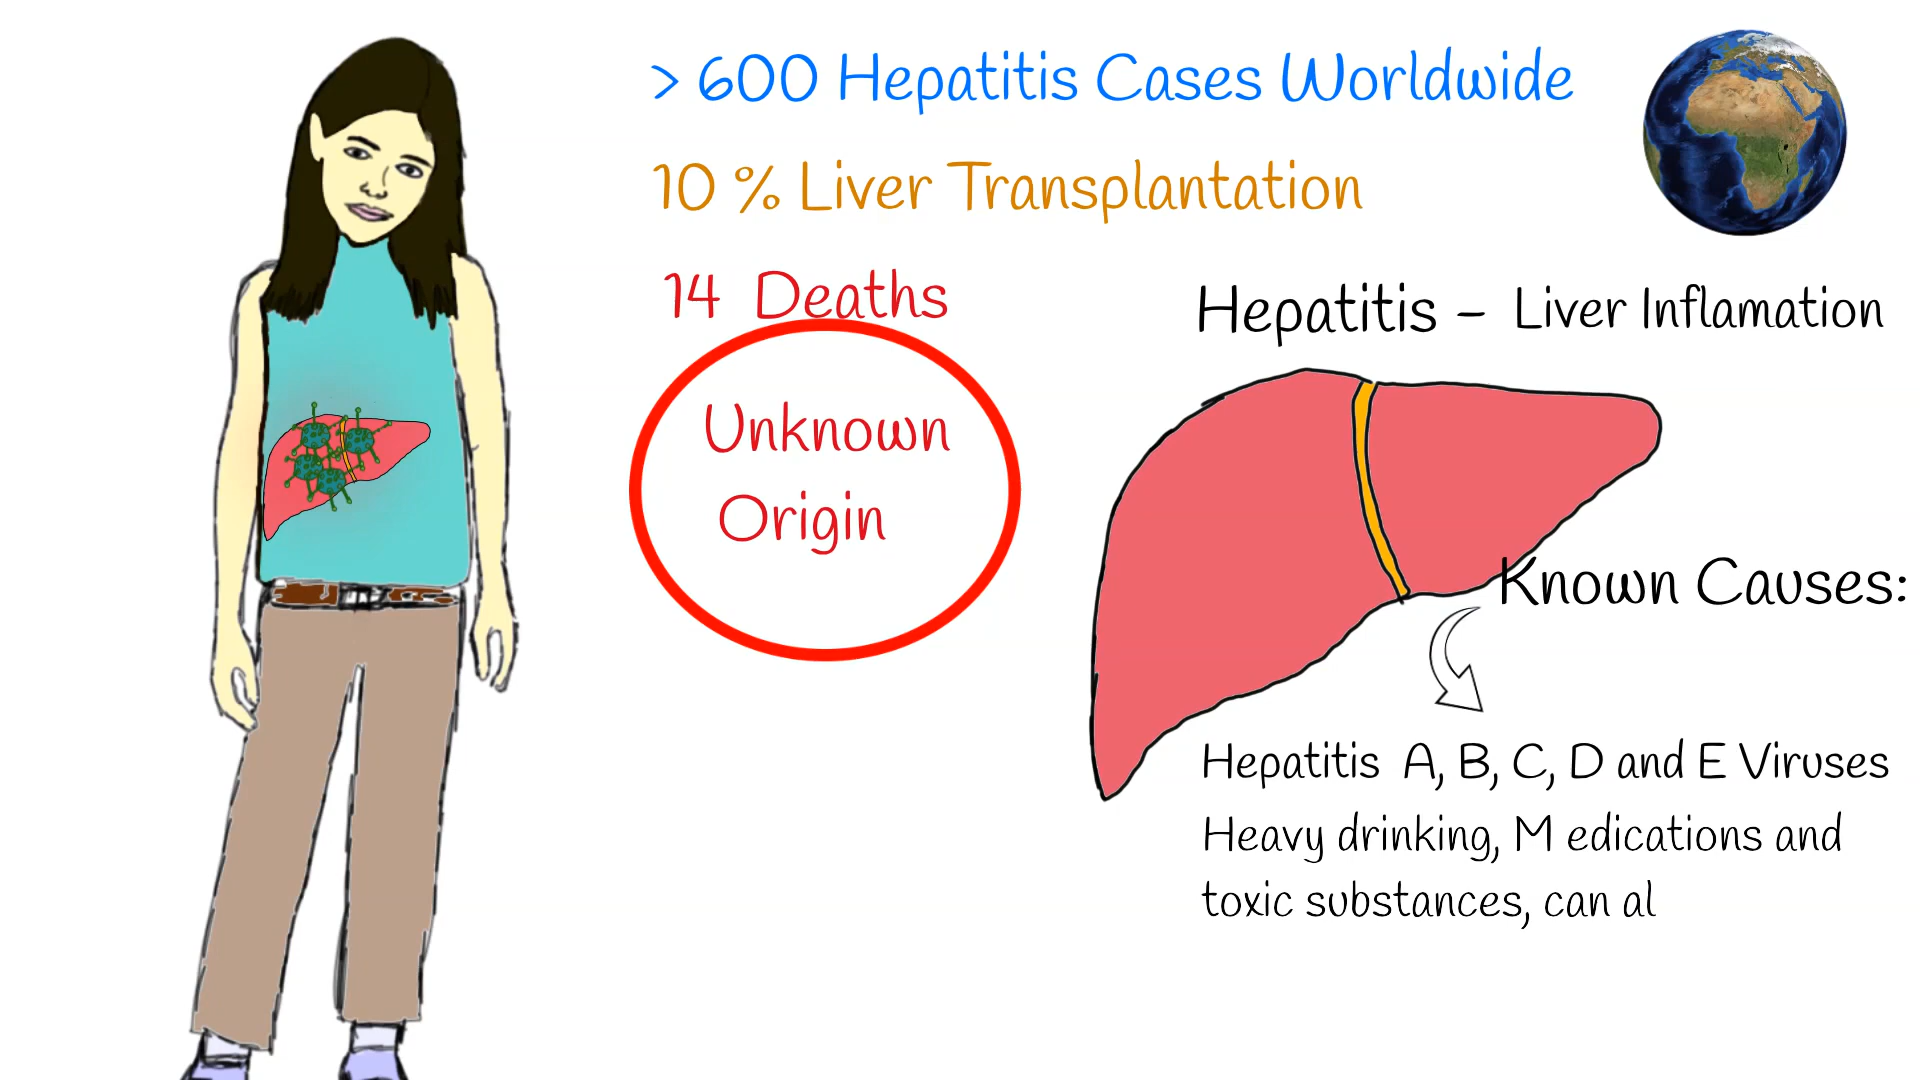 > 600 Hepatitis Cases Worldwide
10 % Liver Transplantation
14 Deaths
Unknown
Origin
Hepatitis - Liver Inflamation
Known Causes:
Hepatitis A, B, C, D and E Viruses
Heavy drinking, M edications and
toxic substances, can al